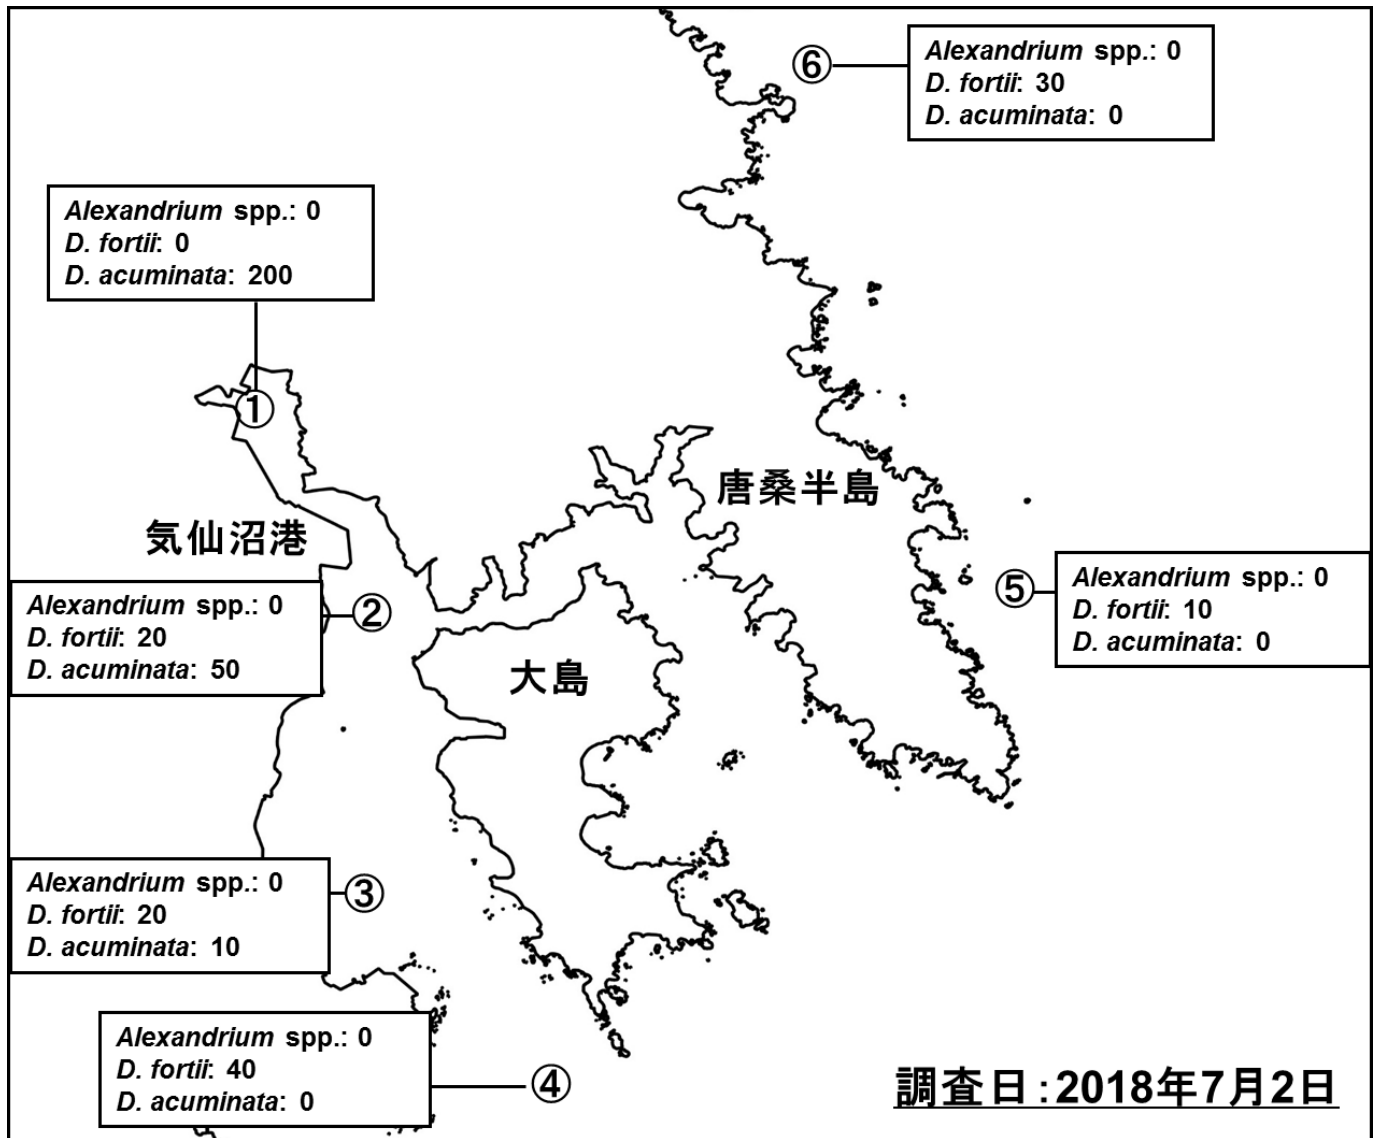 ⑥
Alexandrium spp.: 0
D. fortii: 30
D. acuminata: 0
Alexandrium spp.: 0
D. fortii: 0
D. acuminata: 200
①
唐桑半島
気仙沼港
Alexandrium spp.: 0
D. fortii: 20
D. acuminata: 50
②
⑤
Alexandrium spp.: 0
D. fortii: 10
D. acuminata: 0
大島
Alexandrium spp.: 0
D. fortii: 20
D. acuminata: 10
③
Alexandrium spp.: 0
D. fortii: 40
D. acuminata: 0
④
調査日:2018年7月2日